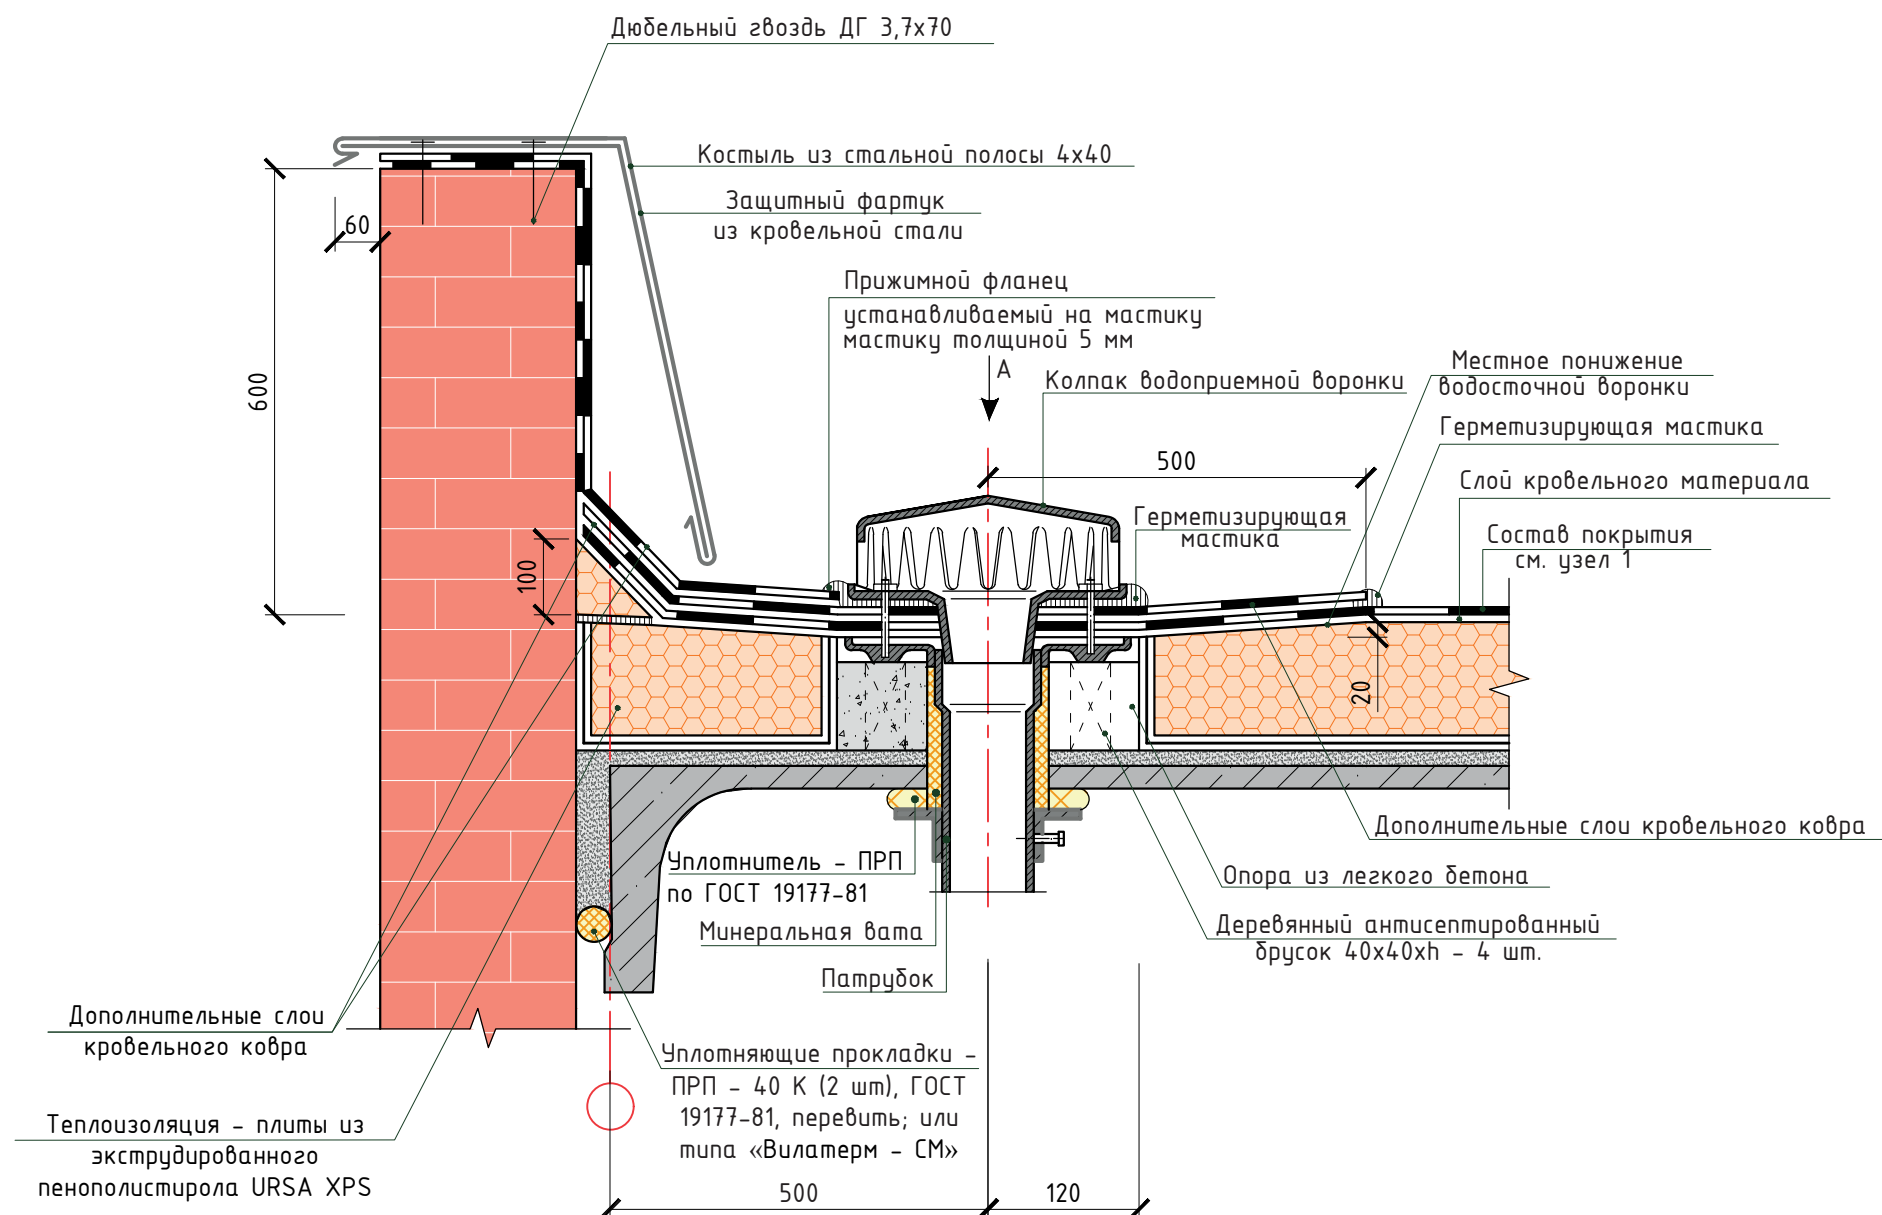 Дюбельный гвоздь ДГ 3,7х70
Костыль из стальной полосы 4х40
Защитный фартук
из кровельной стали
60
Прижимной фланец
устанавливаемый на мастику
мастику толщиной 5 мм
А
Колпак водоприемной воронки
Местное понижение
водосточной воронки
Герметизирующая мастика
600
500
Слой кровельного материала
Герметизирующая
мастика
Состав покрытия
см. узел 1
100
20
Дополнительные слои кровельного ковра
Уплотнитель – ПРП
по ГОСТ 19177-81
Опора из легкого бетона
Минеральная вата
Деревянный антисептированный
брусок 40х40хh – 4 шт.
Патрубок
Дополнительные слои
кровельного ковра
Уплотняющие прокладки –
ПРП – 40 К (2 шт), ГОСТ
19177-81, перевить; или
типа «Вилатерм – СМ»
Теплоизоляция – плиты из
экструдированного
пенополистирола URSA XPS
500
120